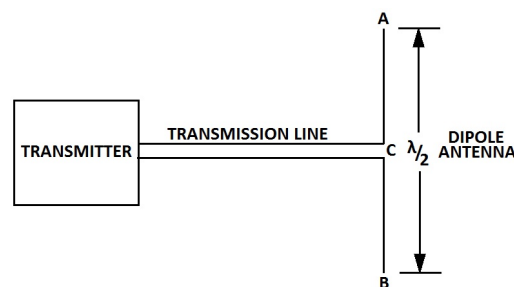 A
TRANSMITTER
TRANSMISSION LINE
C
λ/2
DIPOLE
ANTENNA
B